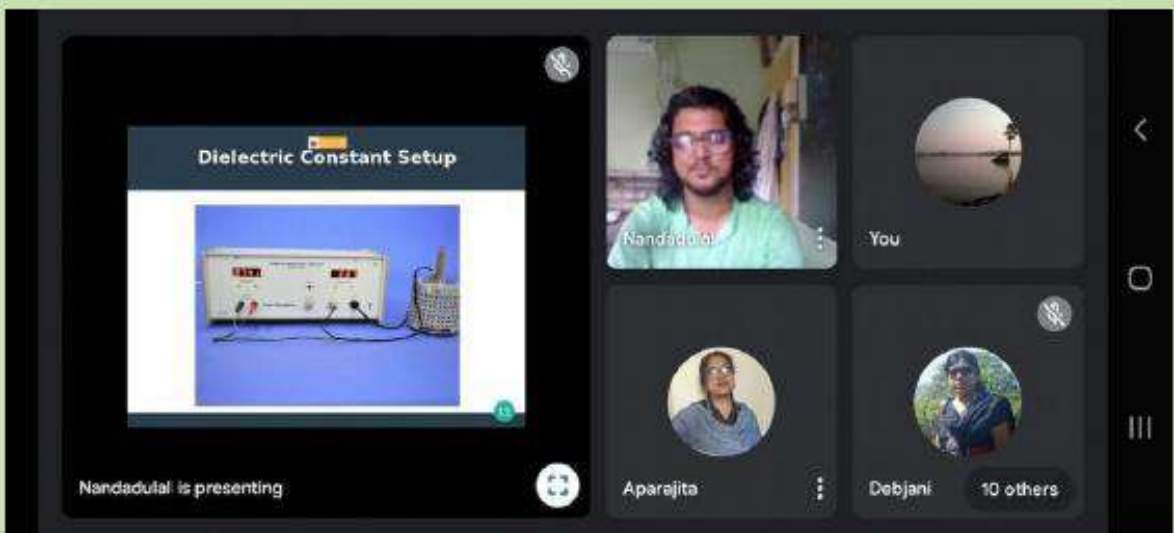 Dielectric Constant Setup
Nandadulal is presenting
Nandadulal
You
Aparajita
Debjani
10 others